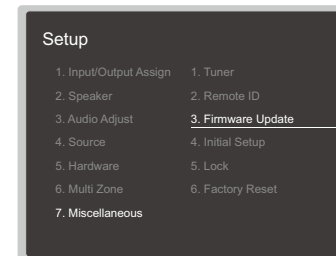 Setup
1. Input/Output Assign
2. Speaker
3. Audio Adjust
4. Source
5. Hardware
6. Multi Zone
7. Miscellaneous
1. Tuner
2. Remote ID
3. Firmware Update
4. Initial Setup
5. Lock
6. Factory Reset